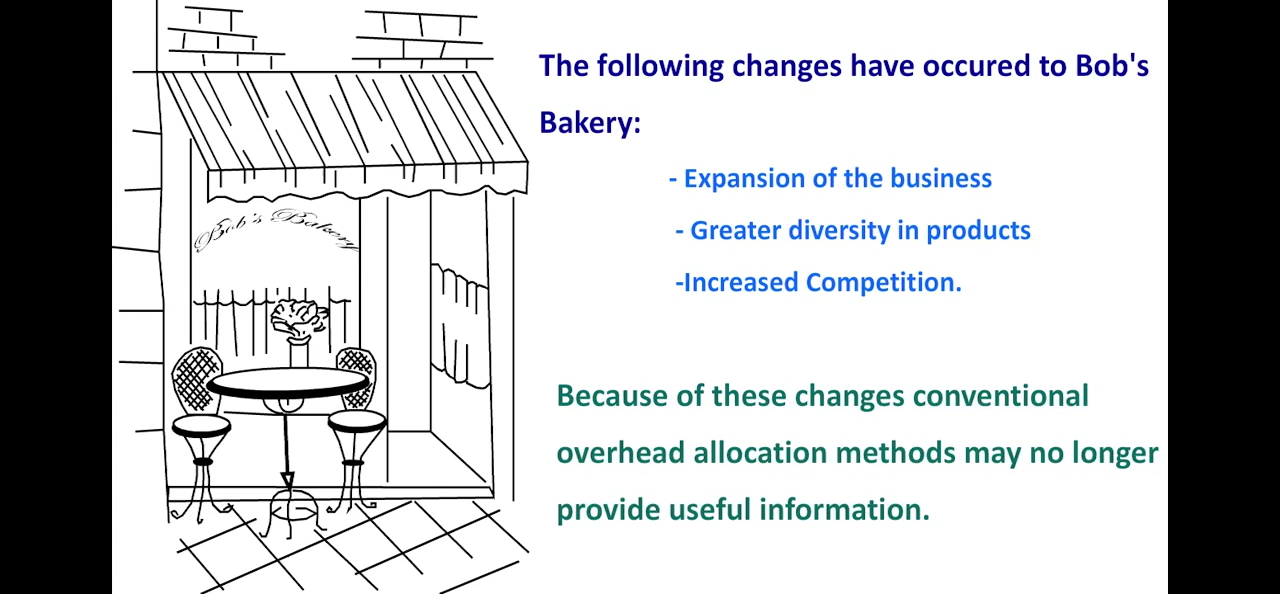 Bob's Bakery
The following changes have occured to Bob's
Bakery:
- Expansion of the business
- Greater diversity in products
-Increased Competition.
Because of these changes conventional
overhead allocation methods may no longer
provide useful information.